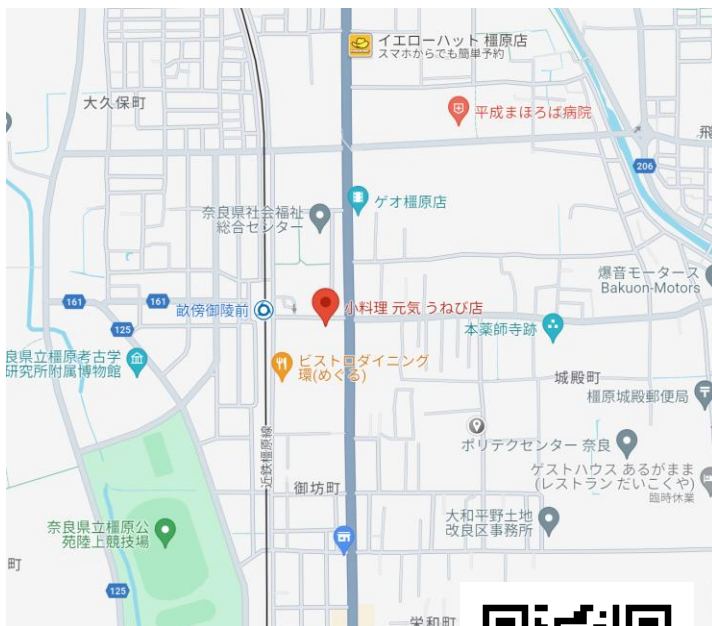 イエローハット 橿原店
スマホからでも簡単予約
大久保町
平成まほろば病院
飛
206
ゲオ橿原店
奈良県社会福祉
総合センター
爆音モータース
Bakuon-Motors
161
161
畝傍御陵前
小料理 元気 うねび店
125
本薬師寺跡
良県立橿原考古学
研究所附属博物館
ビストロダイニング
環(めぐる)
城殿町
橿原城殿郵便局
近鉄橿原線
ポリテクセンター 奈良
ゲストハウス あるがまま
(レストラン だいこくや)
臨時休業
御坊町
大和平野土地
改良区事務所
奈良県立橿原公
苑陸上競技場
町
125
栄和町